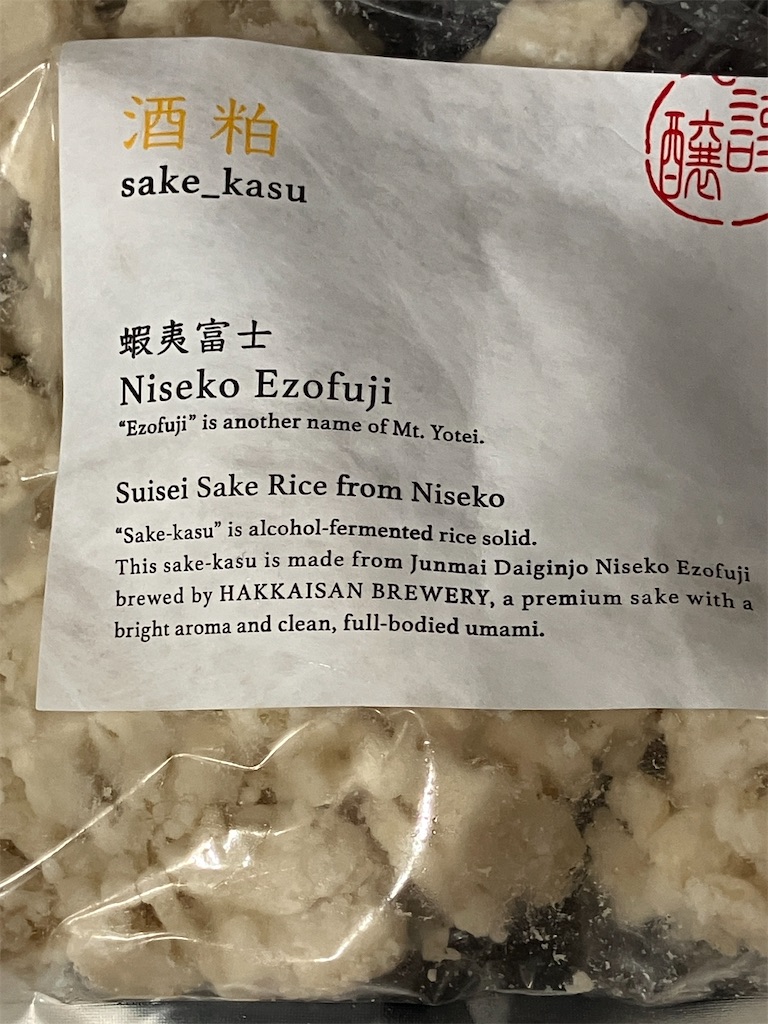 酒粕
sake_kasu
醸
蝦夷富士
Niseko Ezofuji
“Ezofuji” is another name of Mt. Yotei.
Suisei Sake Rice from Niseko
“Sake-kasu” is alcohol-fermented rice solid.
This sake-kasu is made from Junmai Daiginjo Niseko Ezofuji
brewed by HAKKAISAN BREWERY, a premium sake with a
bright aroma and clean, full-bodied umami.